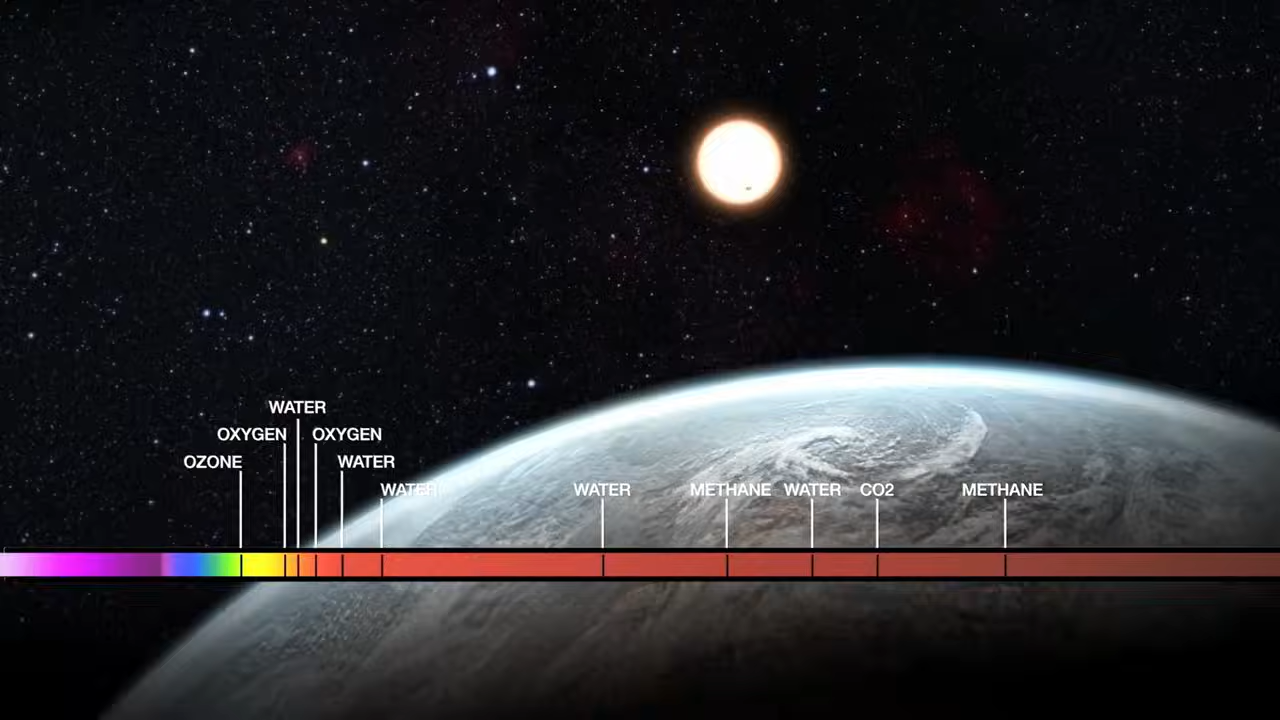 WATER
OXYGEN OXYGEN
OZONE WATER
WATER WATER METHANE WATER CO2 METHANE